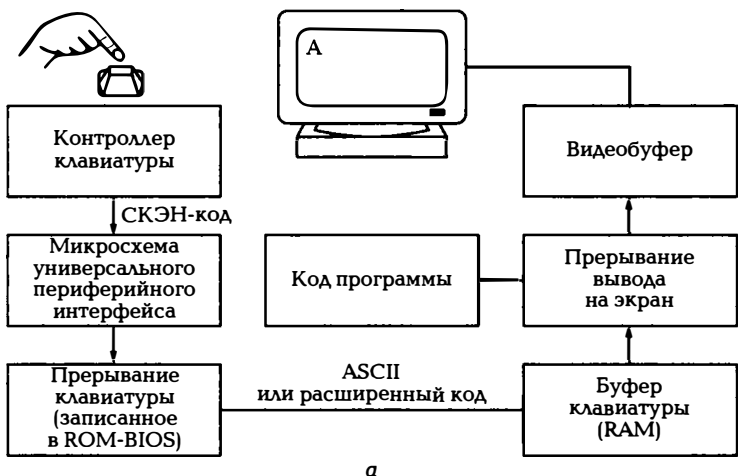 А
Контроллер
клавиатуры
Видеобуфер
СКЭН-код
Микросхема
универсального
периферийного
интерфейса
Код программы
Прерывание
вывода
на экран
Прерывание
клавиатуры
(записанное
в ROM-BIOS)
ASCII
или расширенный код
Буфер
клавиатуры
(RAM)
а